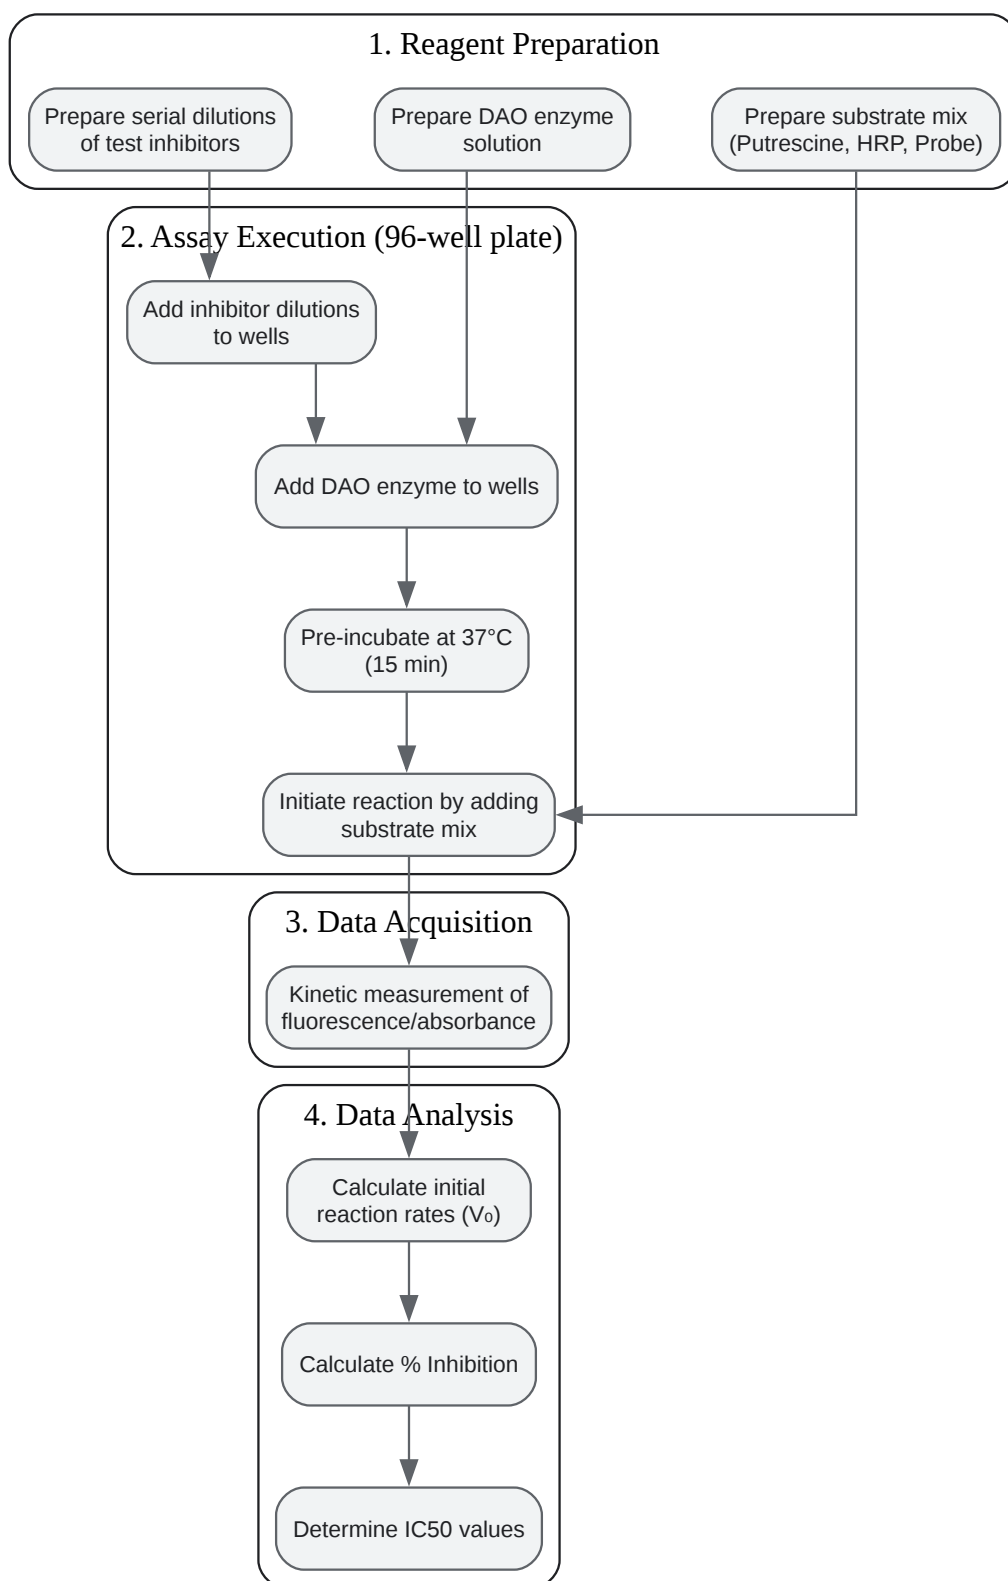 1. Reagent Preparation
Prepare serial dilutions
of test inhibitors
Prepare DAO enzyme
solution
Prepare substrate mix
(Putrescine, HRP, Probe)
2. Assay Execution (96-well plate)
Add inhibitor dilutions
to wells
Add DAO enzyme to wells
Pre-incubate at 37°C
(15 min)
Initiate reaction by adding
substrate mix
3. Data Acquisition
Kinetic measurement of
fluorescence/absorbance
4. Data Analysis
Calculate initial
reaction rates (V₀)
Calculate % Inhibition
Determine IC50 values